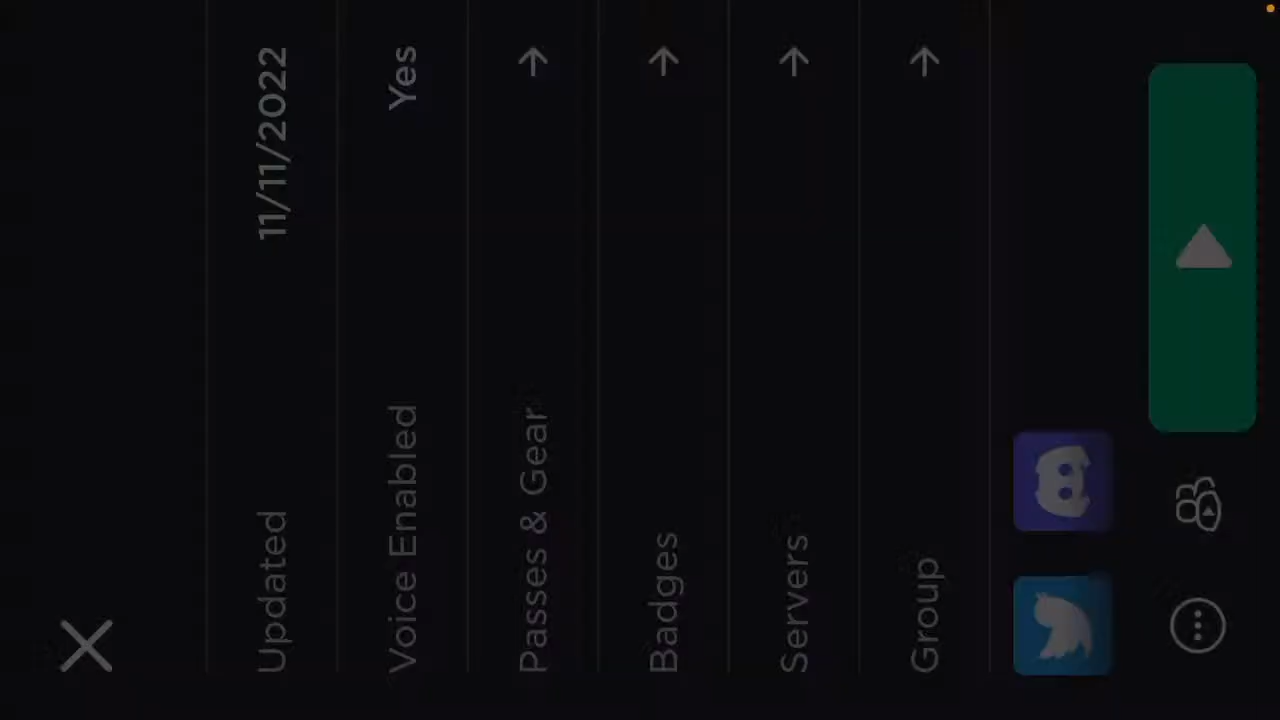 Updated 11/11/2022
Voice Enabled Yes
Passes & Gear
Badges
Servers
Group